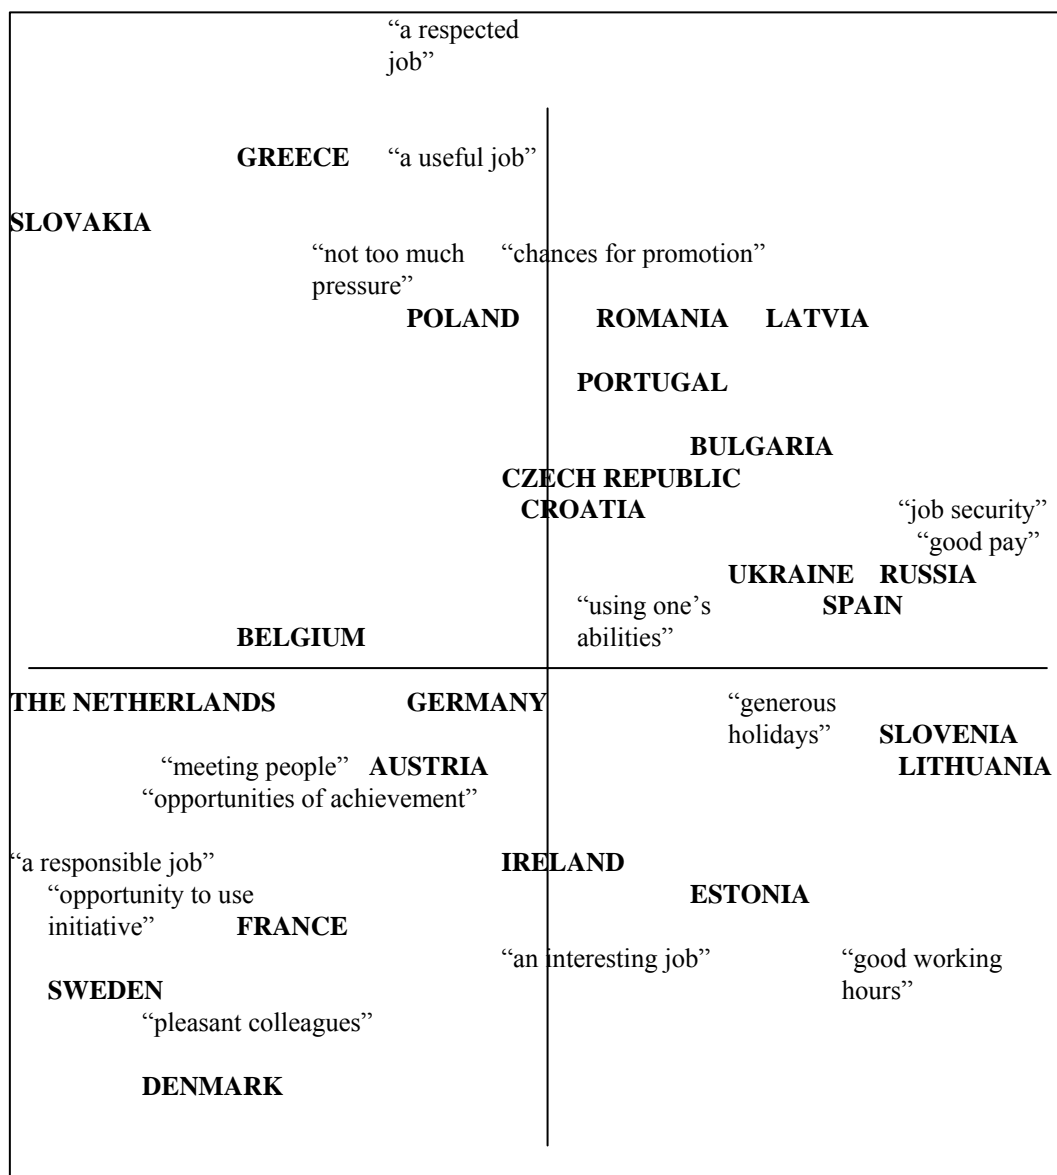 “a respected
job”
GREECE “a useful job”
SLOVAKIA
“not too much “chances for promotion”
pressure”
POLAND ROMANIA LATVIA
PORTUGAL
BULGARIA
CZECH REPUBLIC
CROATIA “job security”
“good pay”
UKRAINE RUSSIA
“using one’s SPAIN
abilities”
BELGIUM
THE NETHERLANDS GERMANY “generous
holidays” SLOVENIA
“meeting people” AUSTRIA LITHUANIA
“opportunities of achievement”
“a responsible job” IRELAND
“opportunity to use ESTONIA
initiative” FRANCE
“an interesting job” “good working
SWEDEN hours”
“pleasant colleagues”
DENMARK